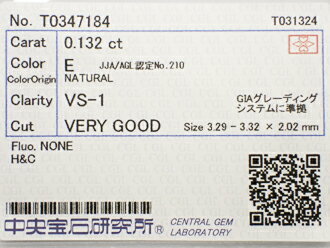 No. T0347184 T031324
Carat 0.132 ct
Color E JJA/AGL認定No.210
ColorOrigin NATURAL
Clarity VS-1 GIAグレーディング
システムに準拠
Cut VERY GOOD Size 3.29 - 3.32 × 2.02 mm
Fluo. NONE
H&C
中央宝石研究所® CENTRAL GEM
LABORATORY